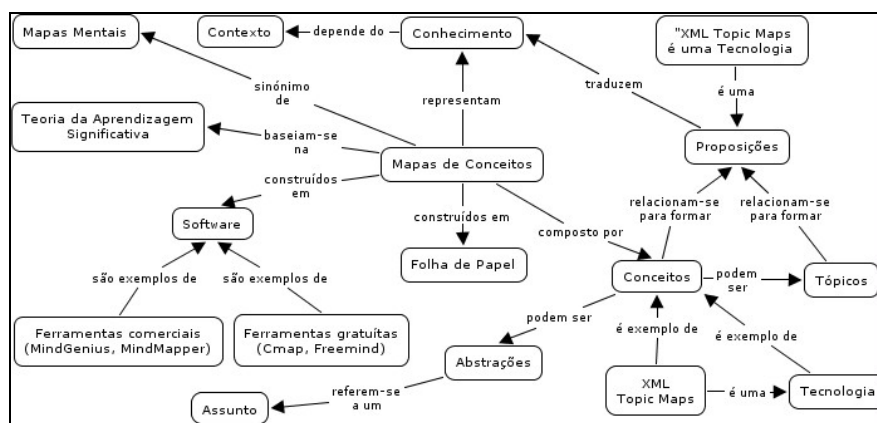 Mapas Mentais
Contexto
depende do
Conhecimento
"XML Topic Maps
é uma Tecnologia
sinónimo
de
representam
traduzem
é uma
Teoria da Aprendizagem
Significativa
baseiam-se
na
Mapas de Conceitos
Proposições
construídos
em
Software
construídos em
composto por
relacionam-se
para formar
relacionam-se
para formar
são exemplos de
são exemplos de
Folha de Papel
Conceitos
podem
ser
Tópicos
Ferramentas comerciais
(MindGenius, MindMapper)
Ferramentas gratuítas
(Cmap, Freemind)
podem ser
é exemplo de
é exemplo de
Abstrações
referem-se
a um
Assunto
XML
Topic Maps
é uma
Tecnologia